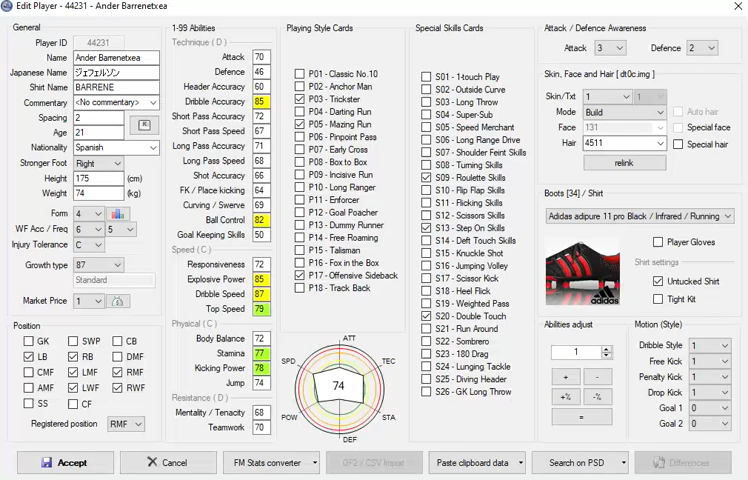 Edit Player - 44231 - Ander Barrenetxea
General
Player ID 44231
Name Ander Barrenetxea
Japanese Name ジェフェルソン
Shirt Name BARRENE
Commentary <No commentary>
Spacing 2
Age 21
Nationality Spanish
Stronger Foot Right
Height 175 (cm)
Weight 74 (kg)
Form 4
WF Acc / Freq 6 5
Injury Tolerance C
Growth type 87
Standard
Market Price 1
Position
GK SWP CB
LB RB DMF
CMF LMF RMF
AMF LWF RWF
SS CF
Registered position RMF
1-99 Abilities
Technique ( D )
Attack 70
Defence 46
Header Accuracy 60
Dribble Accuracy 85
Short Pass Accuracy 72
Short Pass Speed 67
Long Pass Accuracy 71
Long Pass Speed 68
Shot Accuracy 66
FK / Place kicking 64
Curving / Swerve 69
Ball Control 82
Goal Keeping Skills 50
Speed ( C )
Responsiveness 72
Explosive Power 85
Dribble Speed 87
Top Speed 79
Physical ( C )
Body Balance 72
Stamina 77
Kicking Power 78
Jump 74
Resistance ( D )
Mentality / Tenacity 68
Teamwork 70
Playing Style Cards
P01 - Classic No.10
P02 - Anchor Man
P03 - Trickster
P04 - Darting Run
P05 - Mazing Run
P06 - Pinpoint Pass
P07 - Early Cross
P08 - Box to Box
P09 - Incisive Run
P10 - Long Ranger
P11 - Enforcer
P12 - Goal Poacher
P13 - Dummy Runner
P14 - Free Roaming
P15 - Talisman
P16 - Fox in the Box
P17 - Offensive Sideback
P18 - Track Back
ATT
SPD TEC
74
POW STA
DEF
Special Skills Cards
S01 - 1-touch Play
S02 - Outside Curve
S03 - Long Throw
S04 - Super-Sub
S05 - Speed Merchant
S06 - Long Range Drive
S07 - Shoulder Feint Skills
S08 - Turning Skills
S09 - Roulette Skills
S10 - Flip Flap Skills
S11 - Flicking Skills
S12 - Scissors Skills
S13 - Step On Skills
S14 - Deft Touch Skills
S15 - Knuckle Shot
S16 - Jumping Volley
S17 - Scissor Kick
S18 - Heel Flick
S19 - Weighted Pass
S20 - Double Touch
S21 - Run Around
S22 - Sombrero
S23 - 180 Drag
S24 - Lunging Tackle
S25 - Diving Header
S26 - GK Long Throw
Attack / Defence Awareness
Attack 3 Defence 2
Skin, Face and Hair [ dt0c.img ]
Skin/Txt 1 1
Mode Build Auto hair
Face 131 Special face
Hair 4511 Special hair
relink
Boots [34] / Shirt
Adidas adipure 11 pro Black / Infrared / Running
adidas
Player Gloves
Shirt settings
Untucked Shirt
Tight Kit
Abilities adjust
1
+ -
+% -%
=
Motion (Style)
Dribble Style 1
Free Kick 1
Penalty Kick 1
Drop Kick 1
Goal 1 0
Goal 2 0
Accept Cancel FM Stats converter OF2 / CSV Import Paste clipboard data Search on PSD Differences